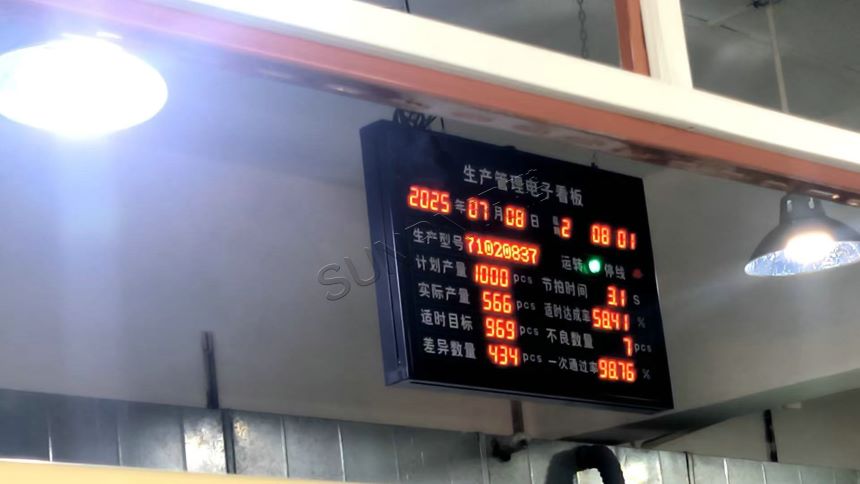 生产管理电子看板
2025 年 07 月 08 日 星期 2 08 01
生产型号 71020837 运转 停线
计划产量 1000 pcs 节拍时间 3.1 S
实际产量 566 pcs 适时达成率 58.41 %
适时目标 969 pcs 不良数量 7 pcs
差异数量 434 pcs 一次通过率 98.76 %